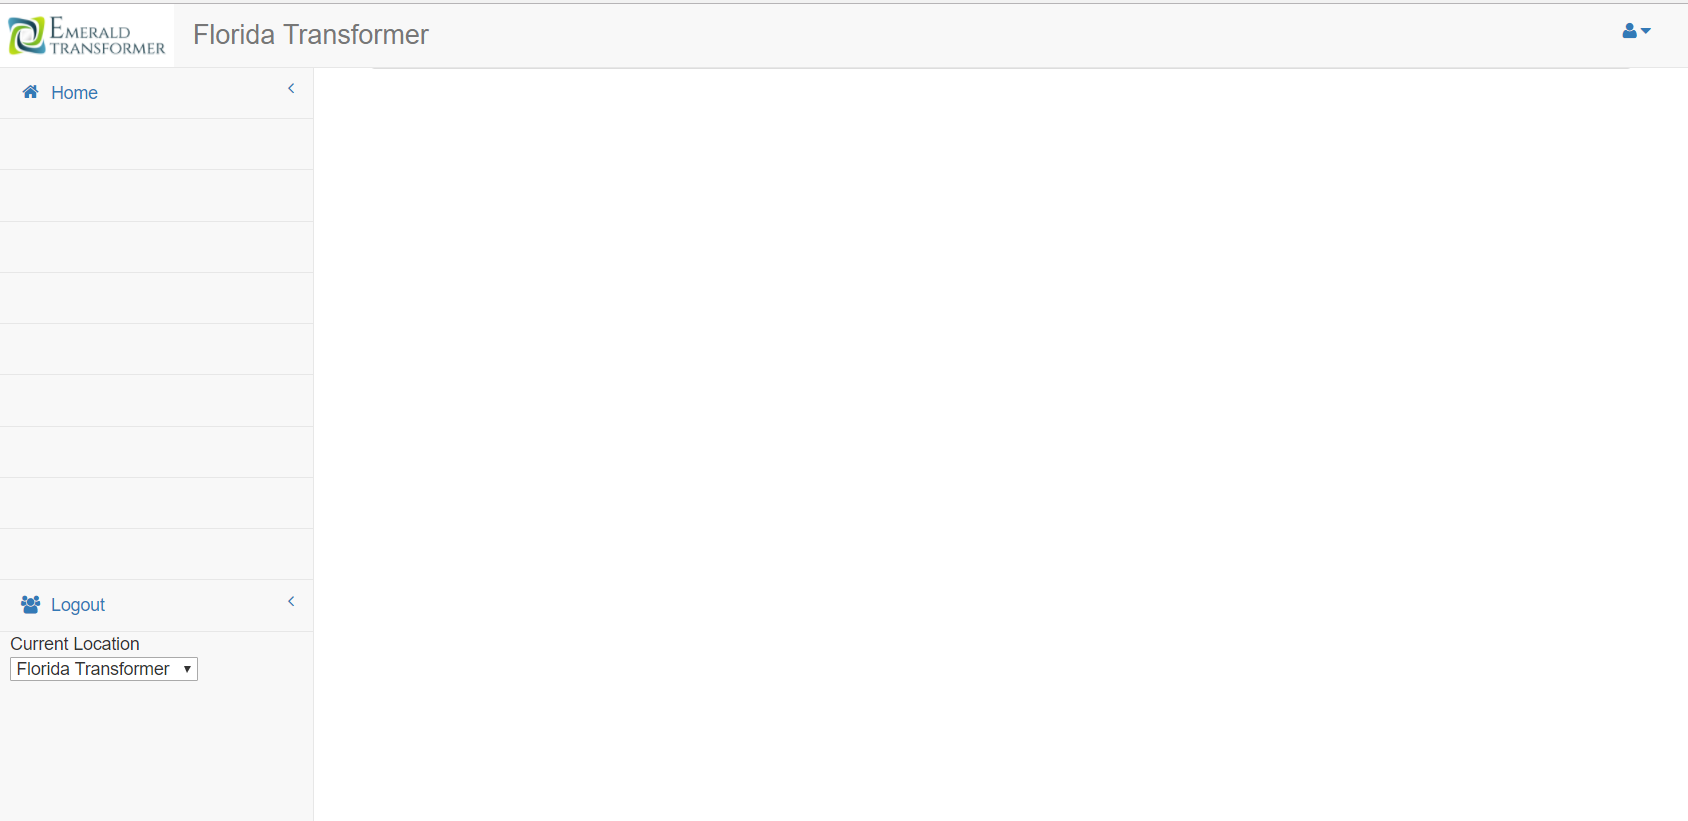 EMERALD
TRANSFORMER
Florida Transformer
Home
Logout
Current Location
Florida Transformer